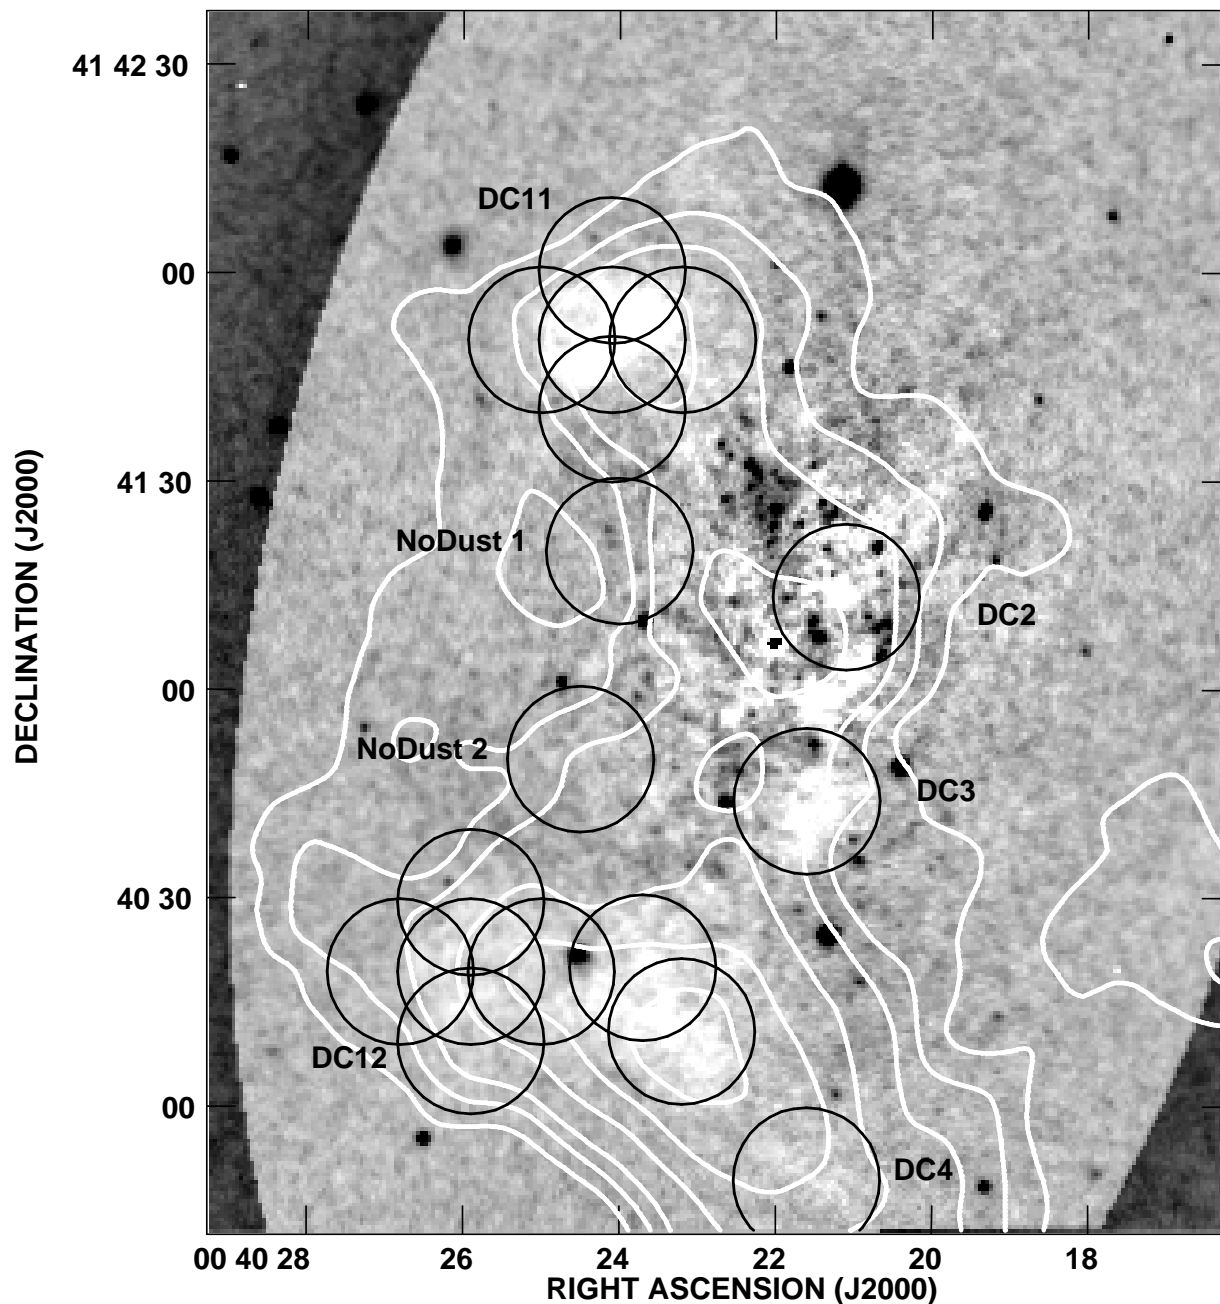 41 42 30
DC11
00
41 30
NoDust 1
DC2
DECLINATION (J2000)
00
NoDust 2
DC3
40 30
DC12
00
DC4
00 40 28 26 24 22 20 18
RIGHT ASCENSION (J2000)